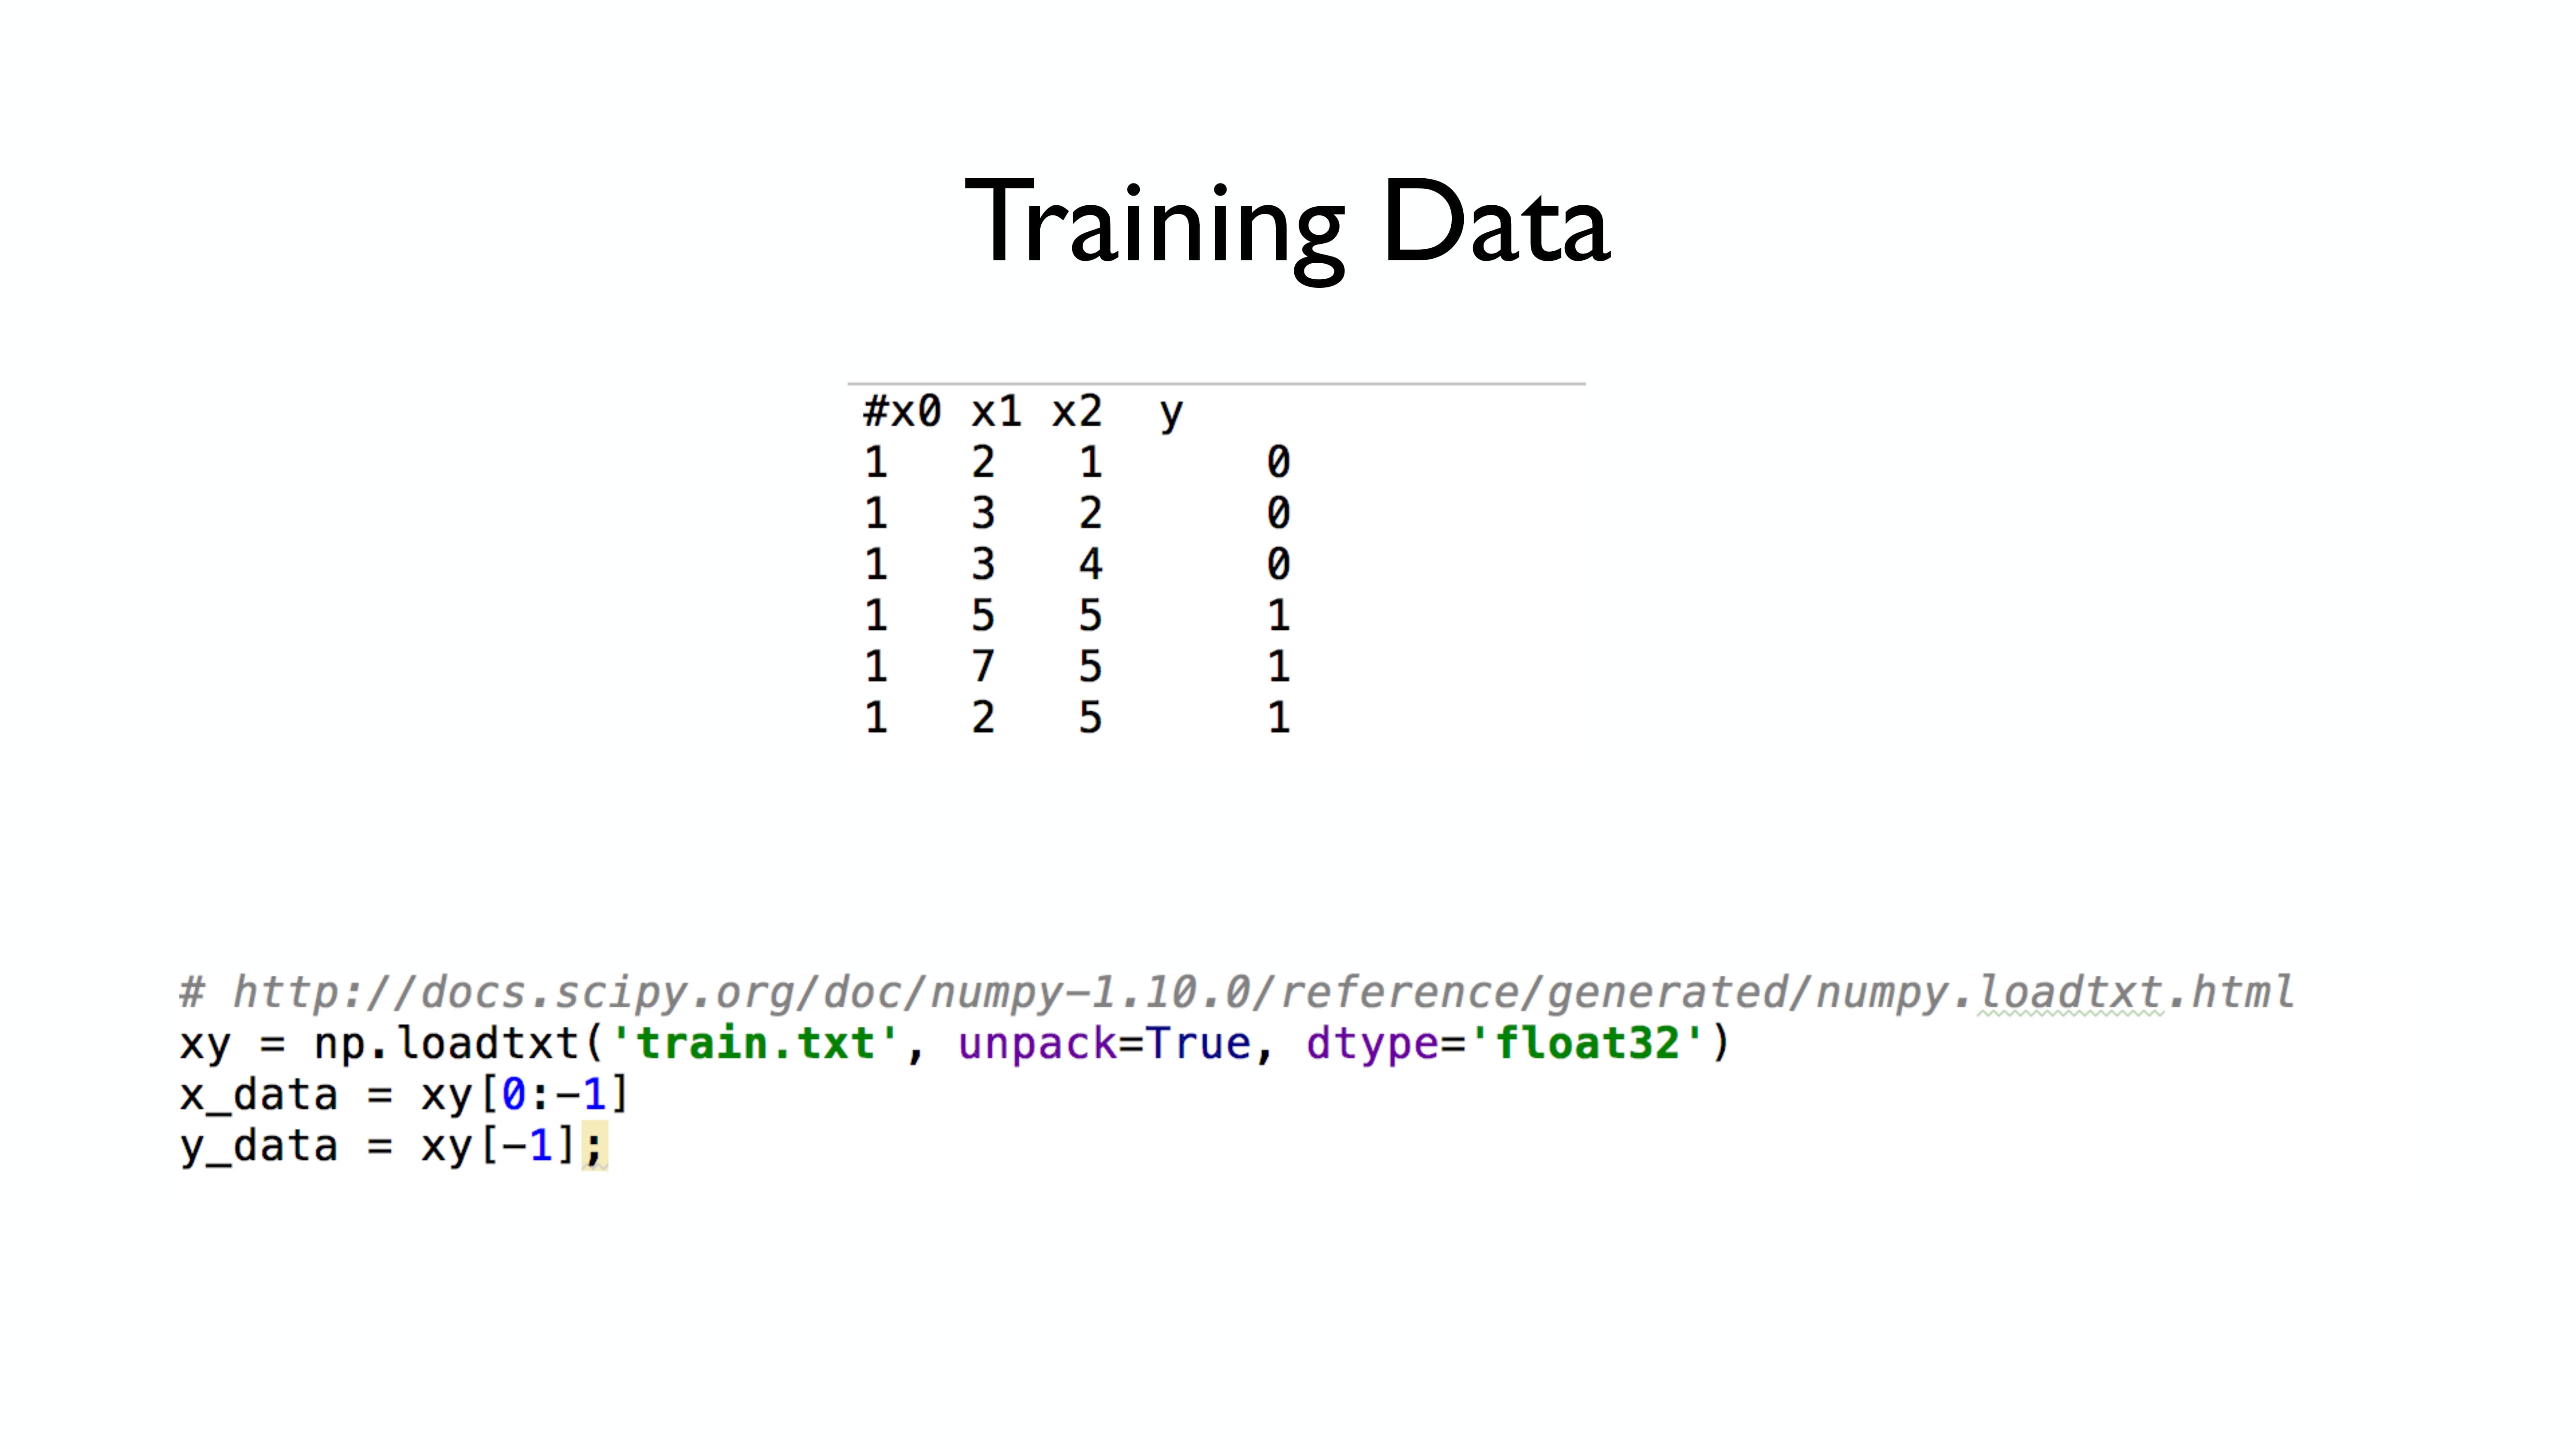 Training Data
#x0 x1 x2 y
1 2 1 0
1 3 2 0
1 3 4 0
1 5 5 1
1 7 5 1
1 2 5 1
# http://docs.scipy.org/doc/numpy-1.10.0/reference/generated/numpy.loadtxt.html
xy = np.loadtxt('train.txt', unpack=True, dtype='float32')
x_data = xy[0:-1]
y_data = xy[-1];